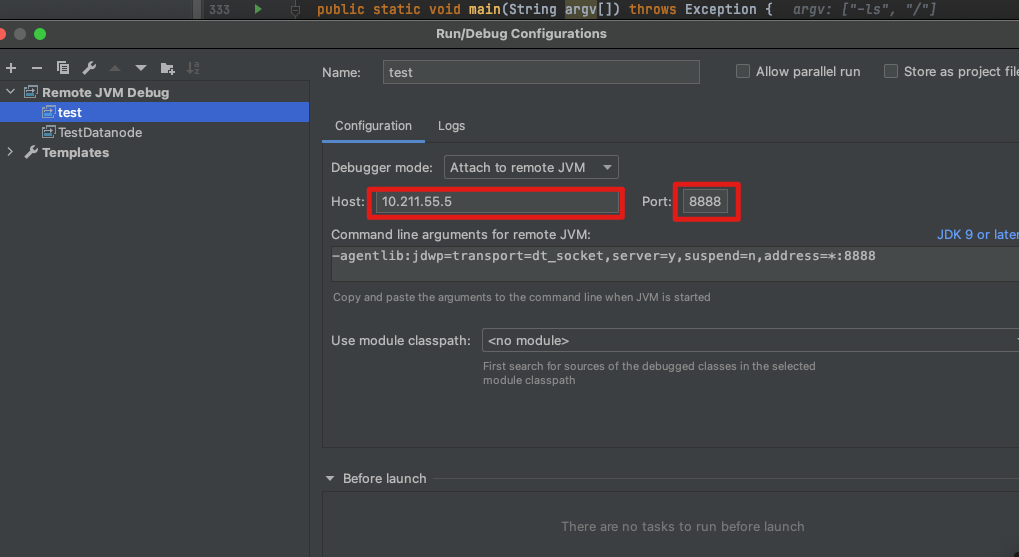 333 public static void main(String argv[]) throws Exception { argv: ["-ls", "/"]
Run/Debug Configurations
Name: test Allow parallel run Store as project file
Remote JVM Debug
test
TestDatanode
Templates
Configuration Logs
Debugger mode: Attach to remote JVM
Host: 10.211.55.5 Port: 8888
Command line arguments for remote JVM: JDK 9 or later
-agentlib:jdwp=transport=dt_socket,server=y,suspend=n,address=*:8888
Copy and paste the arguments to the command line when JVM is started
Use module classpath: <no module>
First search for sources of the debugged classes in the selected
module classpath
Before launch
There are no tasks to run before launch